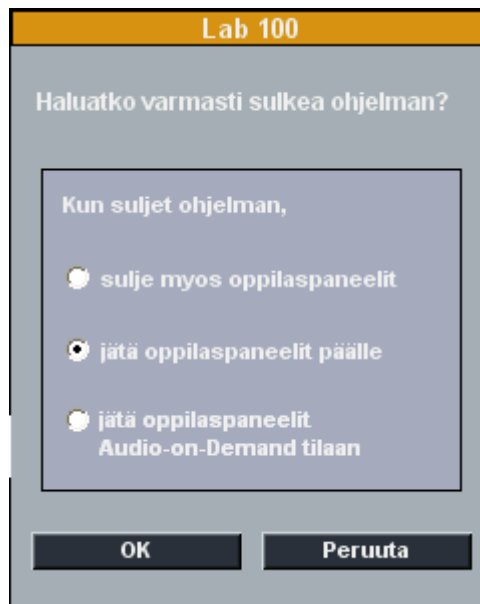 Lab 100
Haluatko varmasti sulkea ohjelman?
Kun suljet ohjelman,
sulje myos oppilaspaneelit
jätä oppilaspaneelit päälle
jätä oppilaspaneelit
Audio-on-Demand tilaan
OK
Peruuta